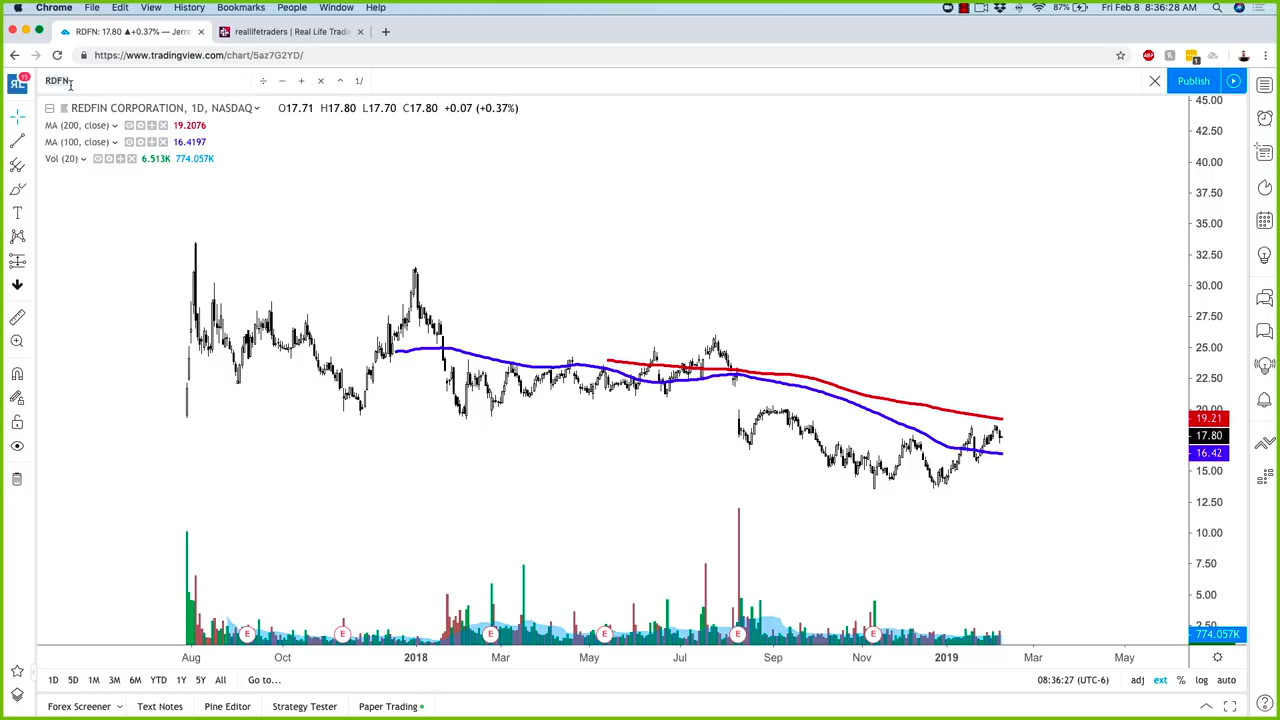 Chrome File Edit View History Bookmarks People Window Help 87% Fri Feb 8 8:36:28 AM
RDFN: 17.80 ▲+0.37% — Jerre × reallifetraders | Real Life Tradi × +
https://www.tradingview.com/chart/5az7G2YD/
RL 15 RDFN ÷ − + × ^ 1/ Publish
REDFIN CORPORATION, 1D, NASDAQ O17.71 H17.80 L17.70 C17.80 +0.07 (+0.37%)
MA (200, close) 19.2076
MA (100, close) 16.4197
Vol (20) 6.513K 774.057K
45.00
42.50
40.00
37.50
35.00
32.50
30.00
27.50
25.00
22.50
20.00
19.21
17.80
16.42
15.00
12.50
10.00
7.50
5.00
2.50
774.057K
E E E E E E
Aug Oct 2018 Mar May Jul Sep Nov 2019 Mar May
1D 5D 1M 3M 6M YTD 1Y 5Y All Go to... 08:36:27 (UTC-6) adj ext % log auto
Forex Screener Text Notes Pine Editor Strategy Tester Paper Trading